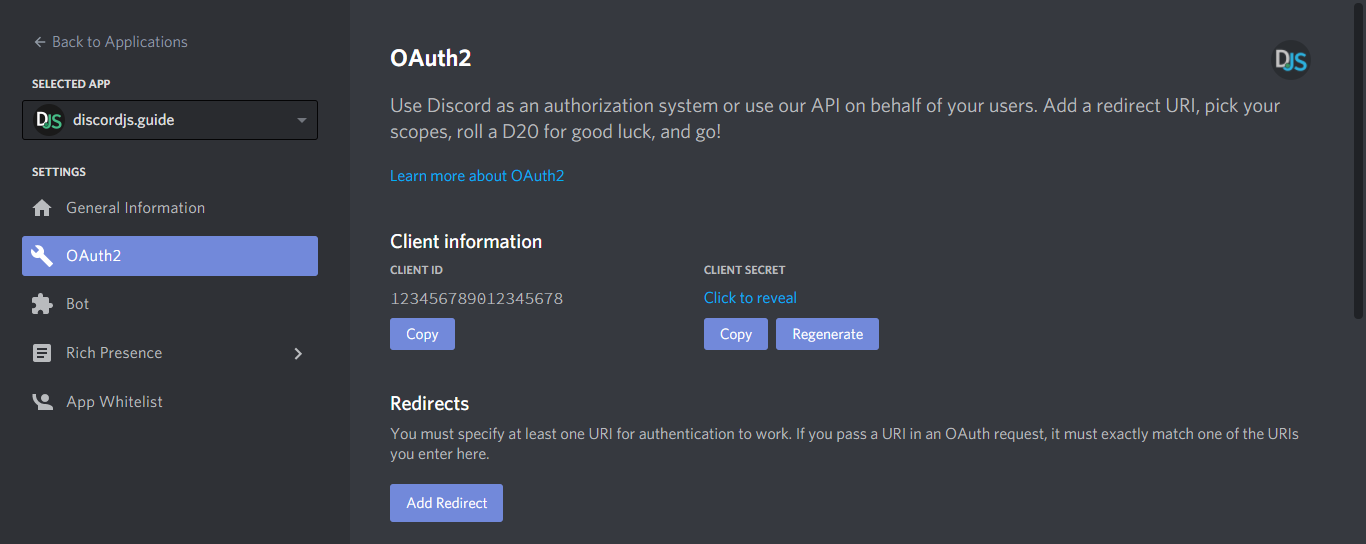 Back to Applications
SELECTED APP
DJS discordjs.guide
SETTINGS
General Information
OAuth2
Bot
Rich Presence
App Whitelist
OAuth2
DJS
Use Discord as an authorization system or use our API on behalf of your users. Add a redirect URI, pick your
scopes, roll a D20 for good luck, and go!
Learn more about OAuth2
Client information
CLIENT ID
123456789012345678
Copy
CLIENT SECRET
Click to reveal
Copy Regenerate
Redirects
You must specify at least one URI for authentication to work. If you pass a URI in an OAuth request, it must exactly match one of the URIs
you enter here.
Add Redirect